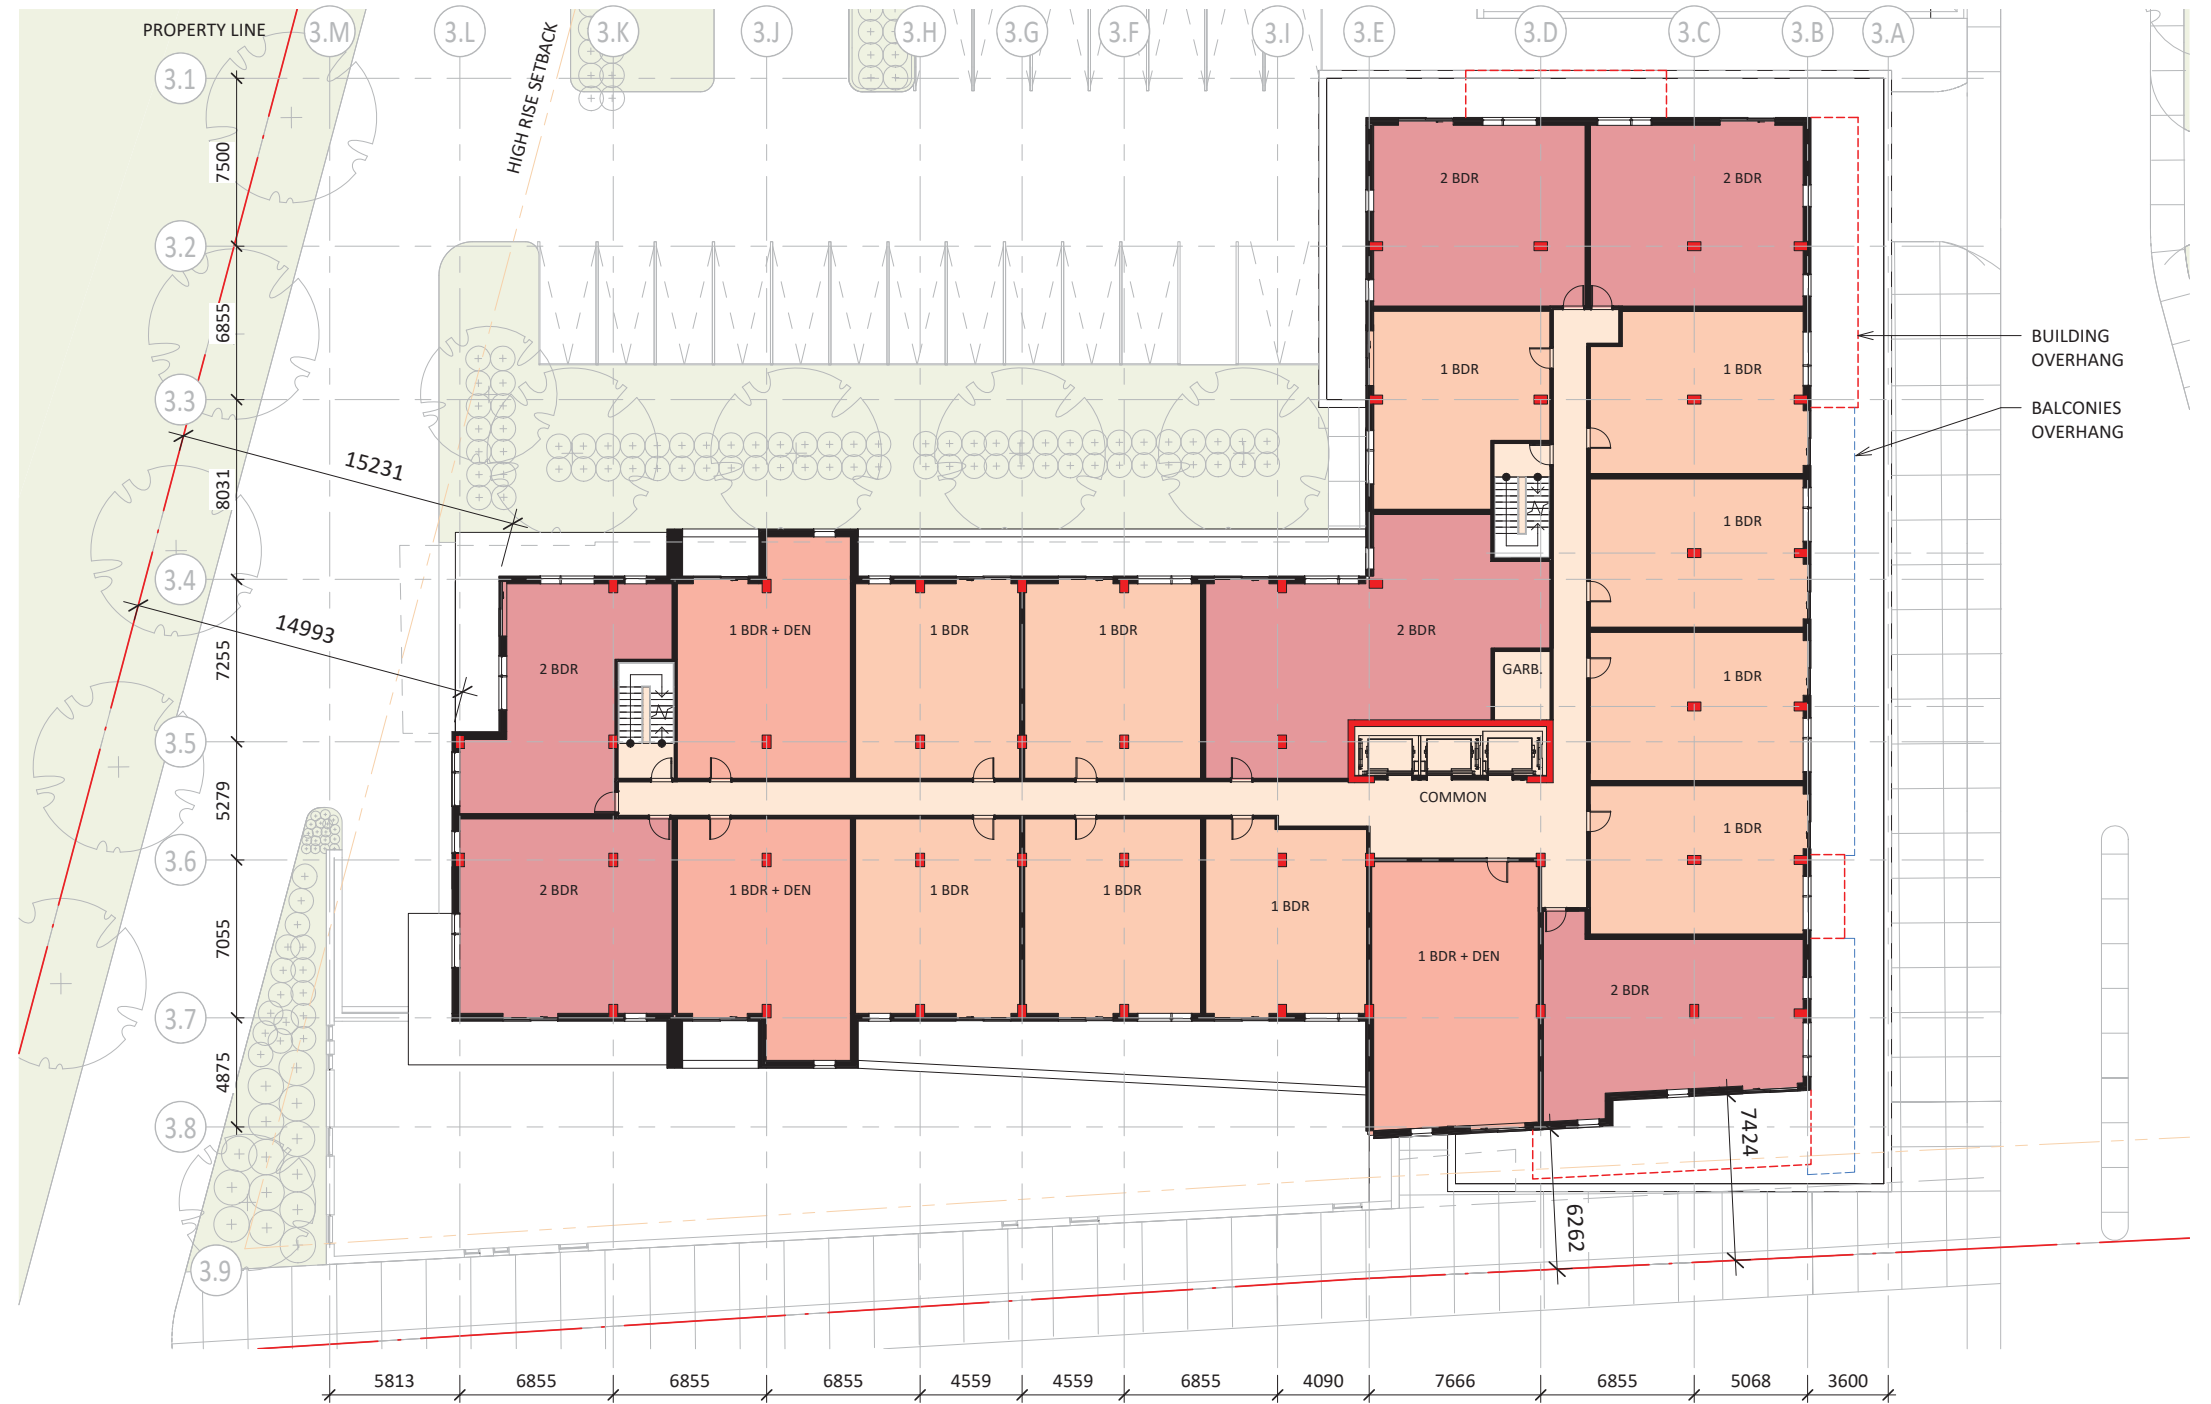 PROPERTY LINE
3.M
3.L
3.K
3.J
3.H
3.G
3.F
3.I
3.E
3.D
3.C
3.B
3.A
HIGH RISE SETBACK
3.1
7500
3.2
6855
3.3
8031
3.4
7255
3.5
5279
3.6
7055
3.7
4875
3.8
3.9
15231
14993
2 BDR
2 BDR
1 BDR
1 BDR
BUILDING
OVERHANG
BALCONIES
OVERHANG
1 BDR
1 BDR + DEN
1 BDR
1 BDR
2 BDR
2 BDR
GARB.
1 BDR
COMMON
1 BDR
2 BDR
1 BDR + DEN
1 BDR
1 BDR
1 BDR
1 BDR + DEN
2 BDR
7424
6262
5813
6855
6855
6855
4559
4559
6855
4090
7666
6855
5068
3600